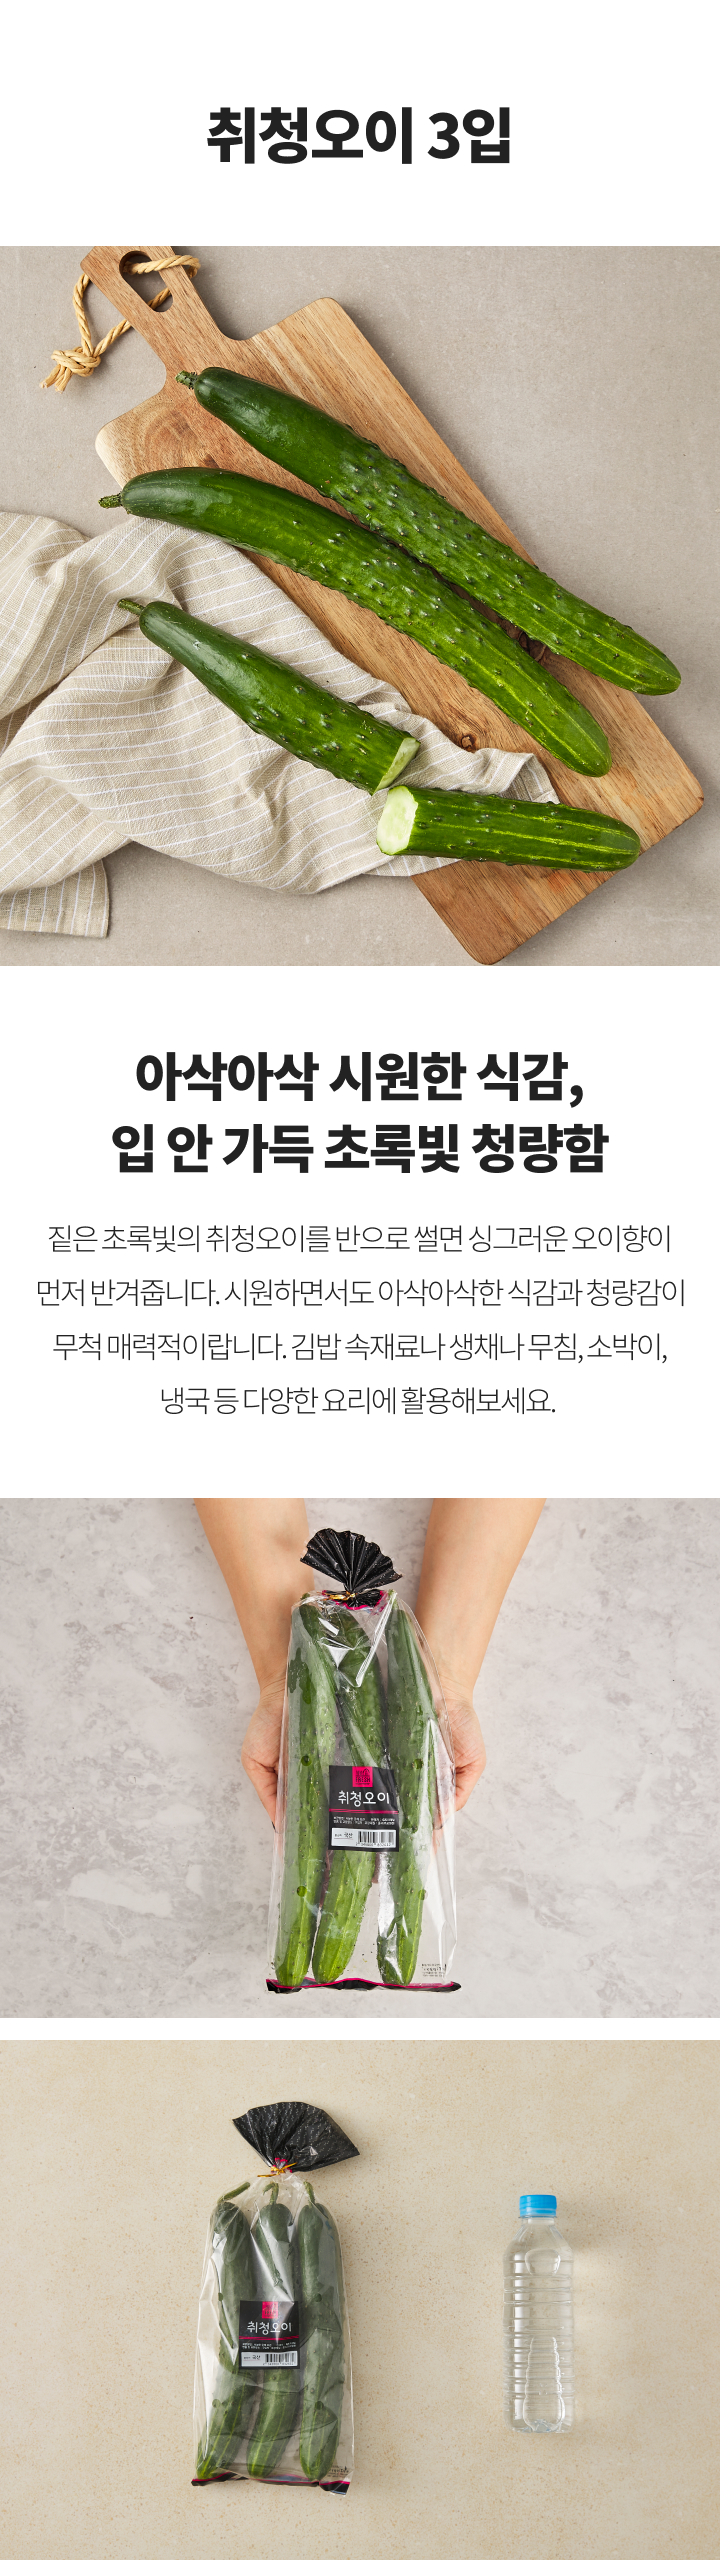 취청오이 3입
아삭아삭 시원한 식감,
입 안 가득 초록빛 청량함
짙은 초록빛의 취청오이를 반으로 썰면 싱그러운 오이향이
먼저 반겨줍니다. 시원하면서도 아삭아삭한 식감과 청량감이
무척 매력적이랍니다. 김밥 속재료나 생채나 무침, 소박이,
냉국 등 다양한 요리에 활용해보세요.
취청오이
국산
취청오이
국산